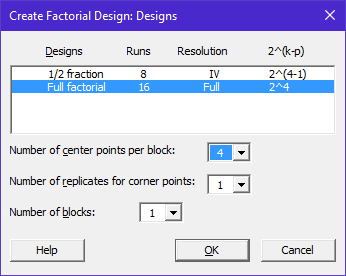 Create Factorial Design: Designs
Designs Runs Resolution 2^(k-p)
1/2 fraction 8 IV 2^(4-1)
Full factorial 16 Full 2^4
Number of center points per block: 4
Number of replicates for corner points: 1
Number of blocks: 1
Help OK Cancel